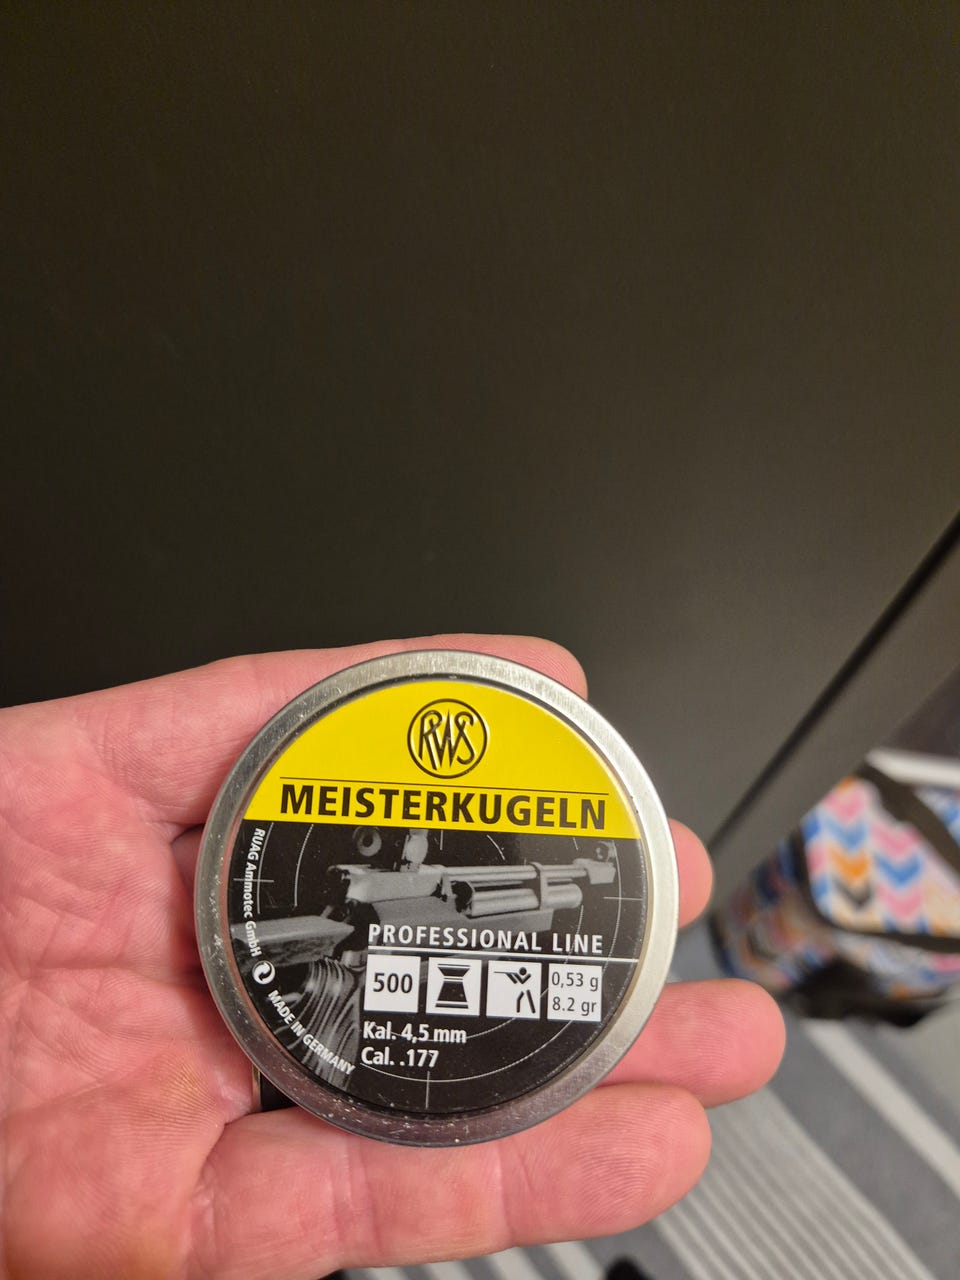 RWS
MEISTERKUGELN
PROFESSIONAL LINE
500
0,53 g
8.2 gr
Kal. 4,5 mm
Cal. .177
RUAG Ammotec GmbH
MADE IN GERMANY